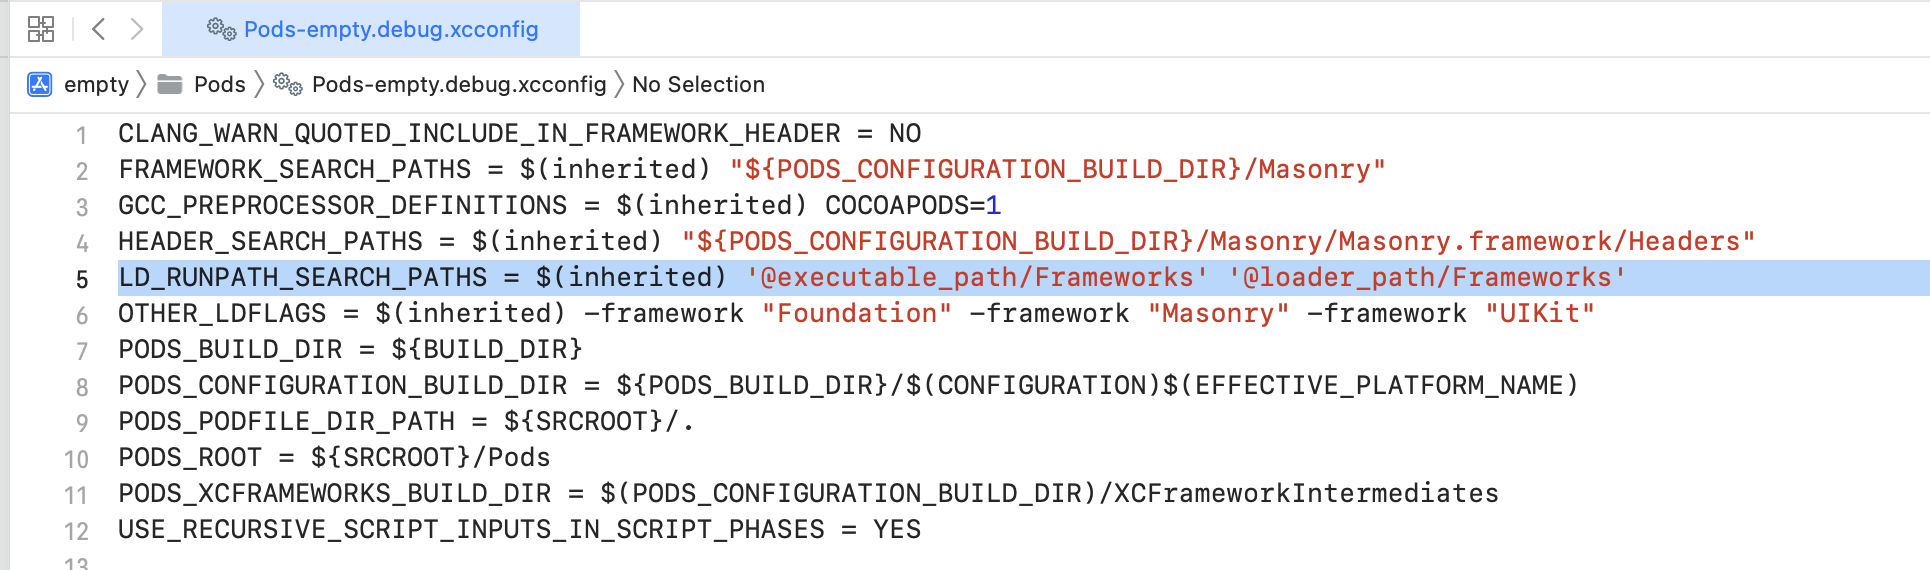 Pods-empty.debug.xcconfig
empty Pods Pods-empty.debug.xcconfig No Selection
1 CLANG_WARN_QUOTED_INCLUDE_IN_FRAMEWORK_HEADER = NO
2 FRAMEWORK_SEARCH_PATHS = $(inherited) "${PODS_CONFIGURATION_BUILD_DIR}/Masonry"
3 GCC_PREPROCESSOR_DEFINITIONS = $(inherited) COCOAPODS=1
4 HEADER_SEARCH_PATHS = $(inherited) "${PODS_CONFIGURATION_BUILD_DIR}/Masonry/Masonry.framework/Headers"
5 LD_RUNPATH_SEARCH_PATHS = $(inherited) '@executable_path/Frameworks' '@loader_path/Frameworks'
6 OTHER_LDFLAGS = $(inherited) -framework "Foundation" -framework "Masonry" -framework "UIKit"
7 PODS_BUILD_DIR = ${BUILD_DIR}
8 PODS_CONFIGURATION_BUILD_DIR = ${PODS_BUILD_DIR}/$(CONFIGURATION)$(EFFECTIVE_PLATFORM_NAME)
9 PODS_PODFILE_DIR_PATH = ${SRCROOT}/.
10 PODS_ROOT = ${SRCROOT}/Pods
11 PODS_XCFRAMEWORKS_BUILD_DIR = $(PODS_CONFIGURATION_BUILD_DIR)/XCFrameworkIntermediates
12 USE_RECURSIVE_SCRIPT_INPUTS_IN_SCRIPT_PHASES = YES
13